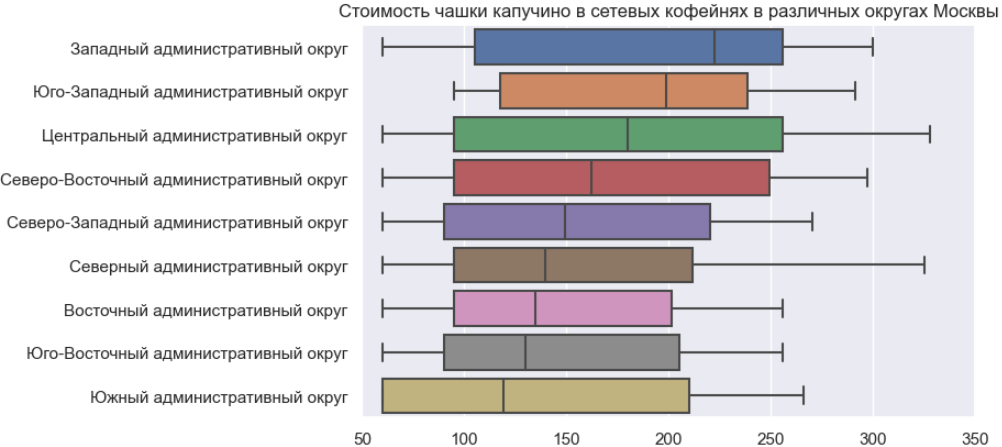 Стоимость чашки капучино в сетевых кофейнях в различных округах Москвы
Западный административный округ
Юго-Западный административный округ
Центральный административный округ
Северо-Восточный административный округ
Северо-Западный административный округ
Северный административный округ
Восточный административный округ
Юго-Восточный административный округ
Южный административный округ
50 100 150 200 250 300 350